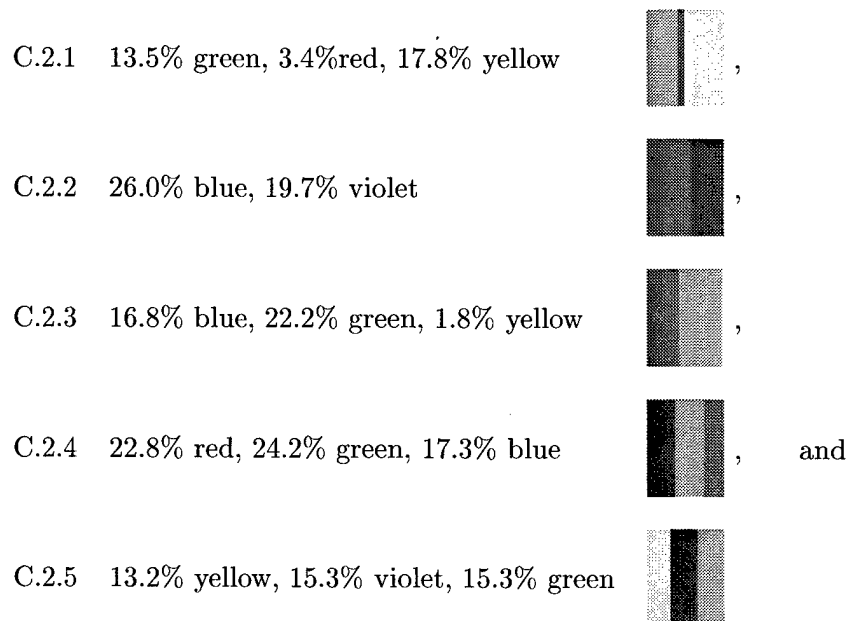 C.2.1 13.5% green, 3.4%red, 17.8% yellow ,
C.2.2 26.0% blue, 19.7% violet ,
C.2.3 16.8% blue, 22.2% green, 1.8% yellow ,
C.2.4 22.8% red, 24.2% green, 17.3% blue , and
C.2.5 13.2% yellow, 15.3% violet, 15.3% green